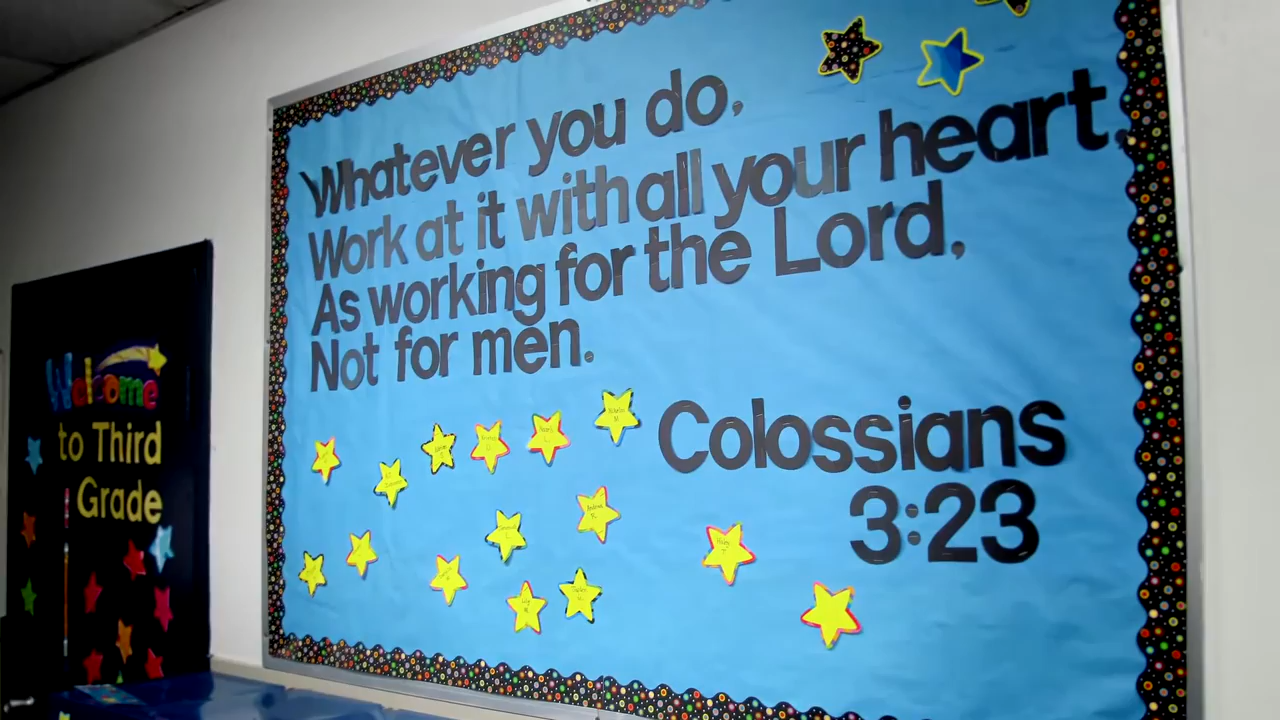 Whatever you do,
Work at it with all your heart,
As working for the Lord,
Not for men.
Colossians
3:23
Welcome
to Third
Grade